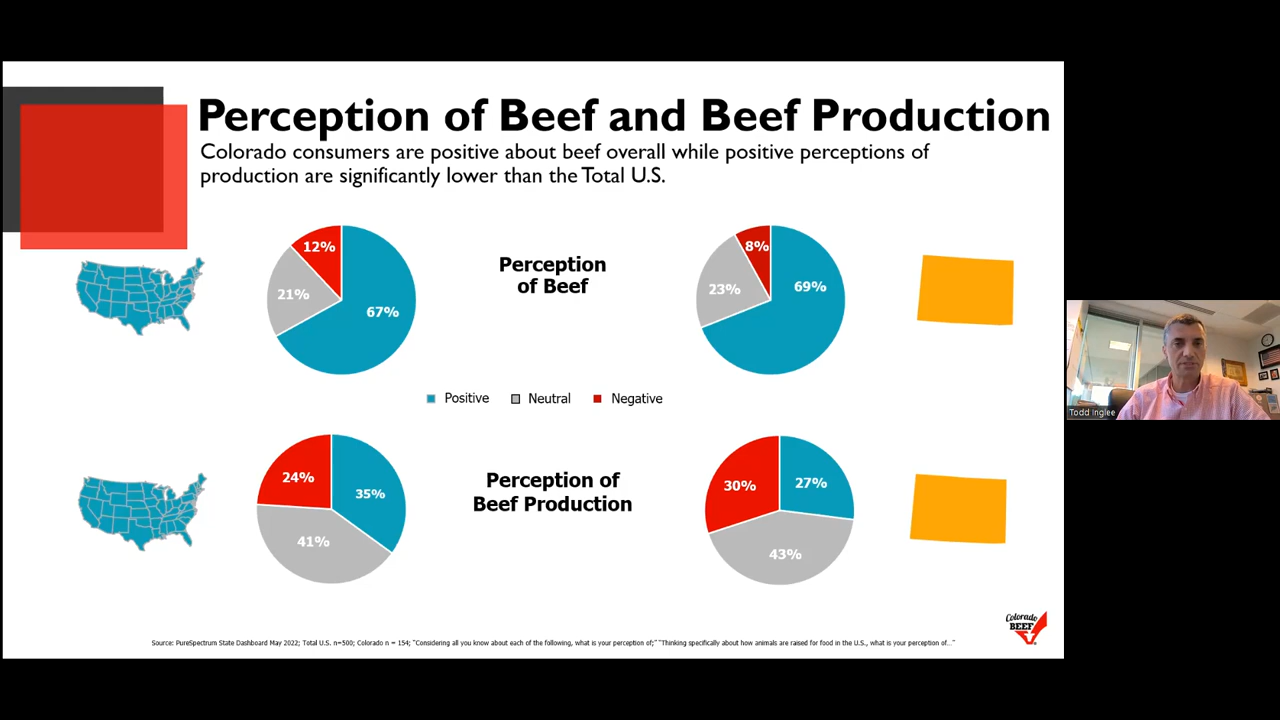 Perception of Beef and Beef Production
Colorado consumers are positive about beef overall while positive perceptions of
production are significantly lower than the Total U.S.
12%
21%
67%
Perception
of Beef
8%
23%
69%
Positive
Neutral
Negative
24%
35%
41%
Perception of
Beef Production
30%
27%
43%
Todd Inglee
Colorado
BEEF
Source: PureSpectrum State Dashboard May 2022; Total U.S. n=500; Colorado n = 154; "Considering all you know about each of the following, what is your perception of;" "Thinking specifically about how animals are raised for food in the U.S., what is your perception of..."